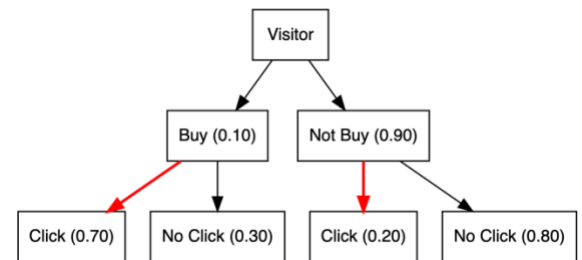 Visitor
Buy (0.10)
Not Buy (0.90)
Click (0.70)
No Click (0.30)
Click (0.20)
No Click (0.80)